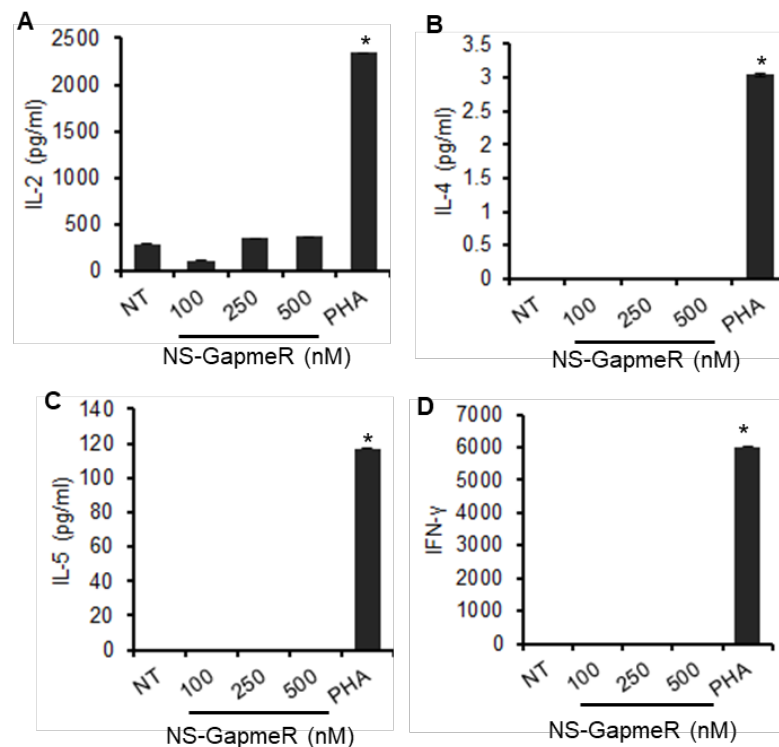 A
IL-2 (pg/ml)
2500
2000
1500
1000
500
0
*
NT 100 250 500 PHA
NS-GapmeR (nM)
B
IL-4 (pg/ml)
3.5
3
2.5
2
1.5
1
0.5
0
*
NT 100 250 500 PHA
NS-GapmeR (nM)
C
IL-5 (pg/ml)
140
120
100
80
60
40
20
0
*
NT 100 250 500 PHA
NS-GapmeR (nM)
D
IFN-γ
7000
6000
5000
4000
3000
2000
1000
0
*
NT 100 250 500 PHA
NS-GapmeR (nM)